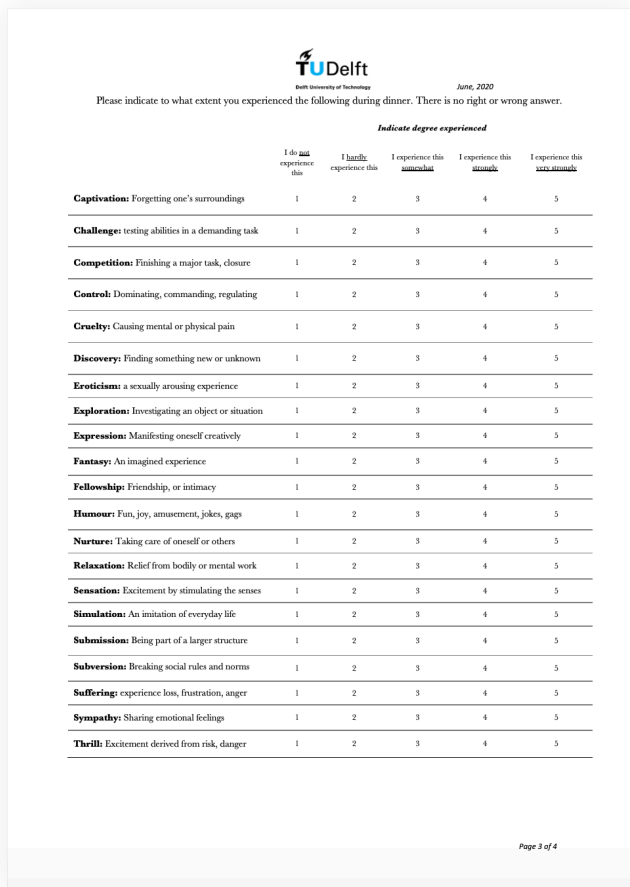 TUDelft
Delft University of Technology
June, 2020
Please indicate to what extent you experienced the following during dinner. There is no right or wrong answer.
Indicate degree experienced
I do not experience this I hardly experience this I experience this somewhat I experience this strongly I experience this very strongly
Captivation: Forgetting one's surroundings 1 2 3 4 5
Challenge: testing abilities in a demanding task 1 2 3 4 5
Competition: Finishing a major task, closure 1 2 3 4 5
Control: Dominating, commanding, regulating 1 2 3 4 5
Cruelty: Causing mental or physical pain 1 2 3 4 5
Discovery: Finding something new or unknown 1 2 3 4 5
Eroticism: a sexually arousing experience 1 2 3 4 5
Exploration: Investigating an object or situation 1 2 3 4 5
Expression: Manifesting oneself creatively 1 2 3 4 5
Fantasy: An imagined experience 1 2 3 4 5
Fellowship: Friendship, or intimacy 1 2 3 4 5
Humour: Fun, joy, amusement, jokes, gags 1 2 3 4 5
Nurture: Taking care of oneself or others 1 2 3 4 5
Relaxation: Relief from bodily or mental work 1 2 3 4 5
Sensation: Excitement by stimulating the senses 1 2 3 4 5
Simulation: An imitation of everyday life 1 2 3 4 5
Submission: Being part of a larger structure 1 2 3 4 5
Subversion: Breaking social rules and norms 1 2 3 4 5
Suffering: experience loss, frustration, anger 1 2 3 4 5
Sympathy: Sharing emotional feelings 1 2 3 4 5
Thrill: Excitement derived from risk, danger 1 2 3 4 5
Page 3 of 4